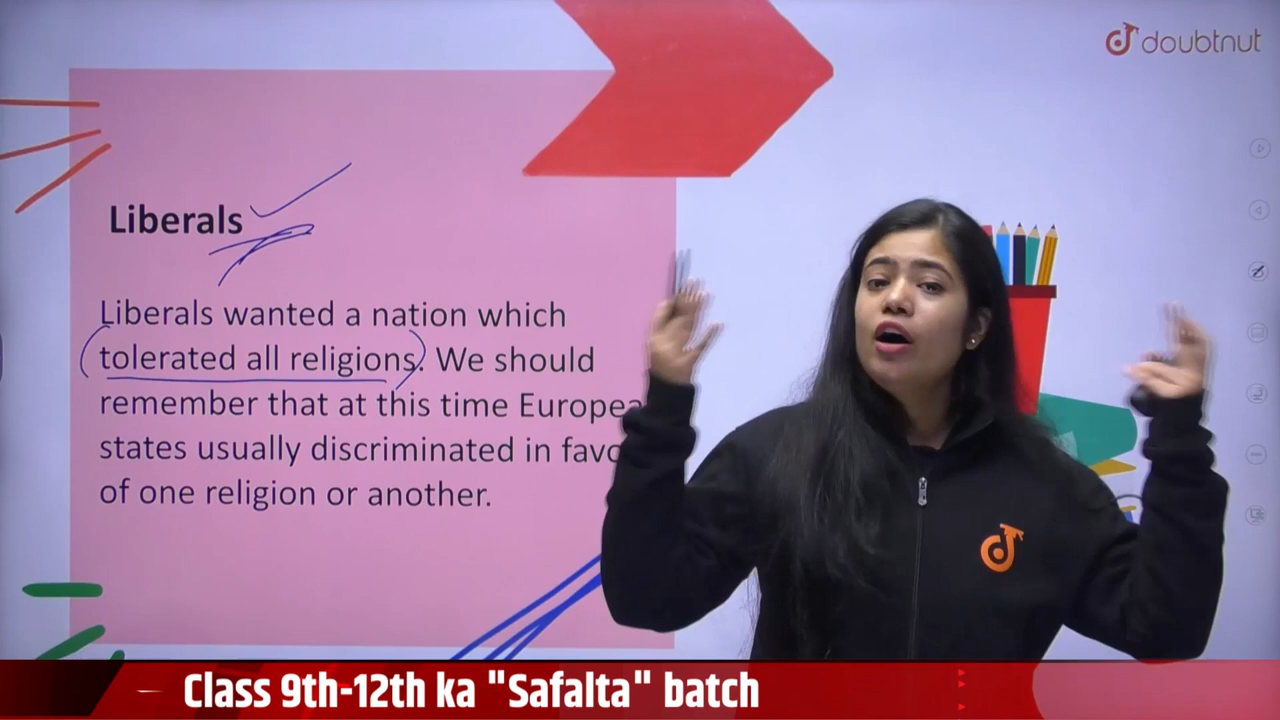 doubtnut
Liberals
Liberals wanted a nation which
tolerated all religions. We should
remember that at this time Europea
states usually discriminated in favo
of one religion or another.
Class 9th-12th ka "Safalta" batch